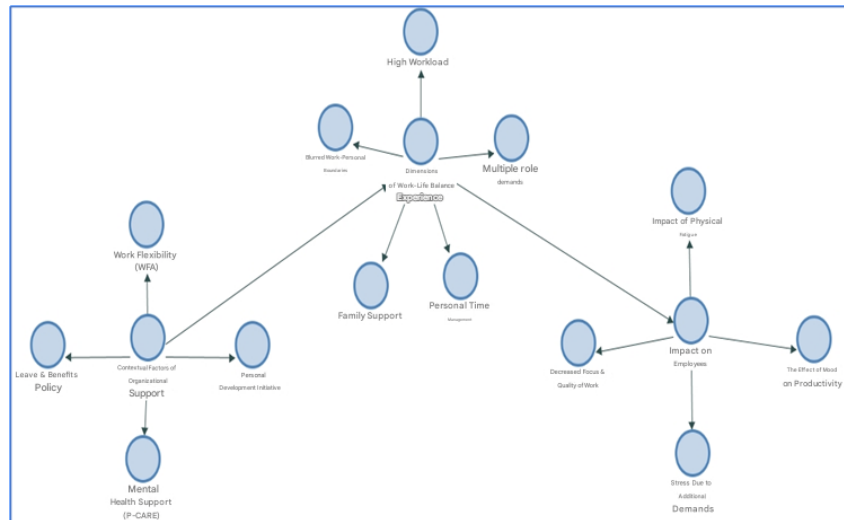 High Workload
Blurred Work-Personal
Boundaries
Dimensions
of Work-Life Balance
Experience
Multiple role
demands
Impact of Physical
Fatigue
Work Flexibility
(WFA)
Family Support
Personal Time
Management
Leave & Benefits
Policy
Contextual Factors of
Organizational
Support
Personal
Development Initiative
Decreased Focus &
Quality of Work
Impact on
Employees
The Effect of Mood
on Productivity
Mental
Health Support
(P-CARE)
Stress Due to
Additional
Demands